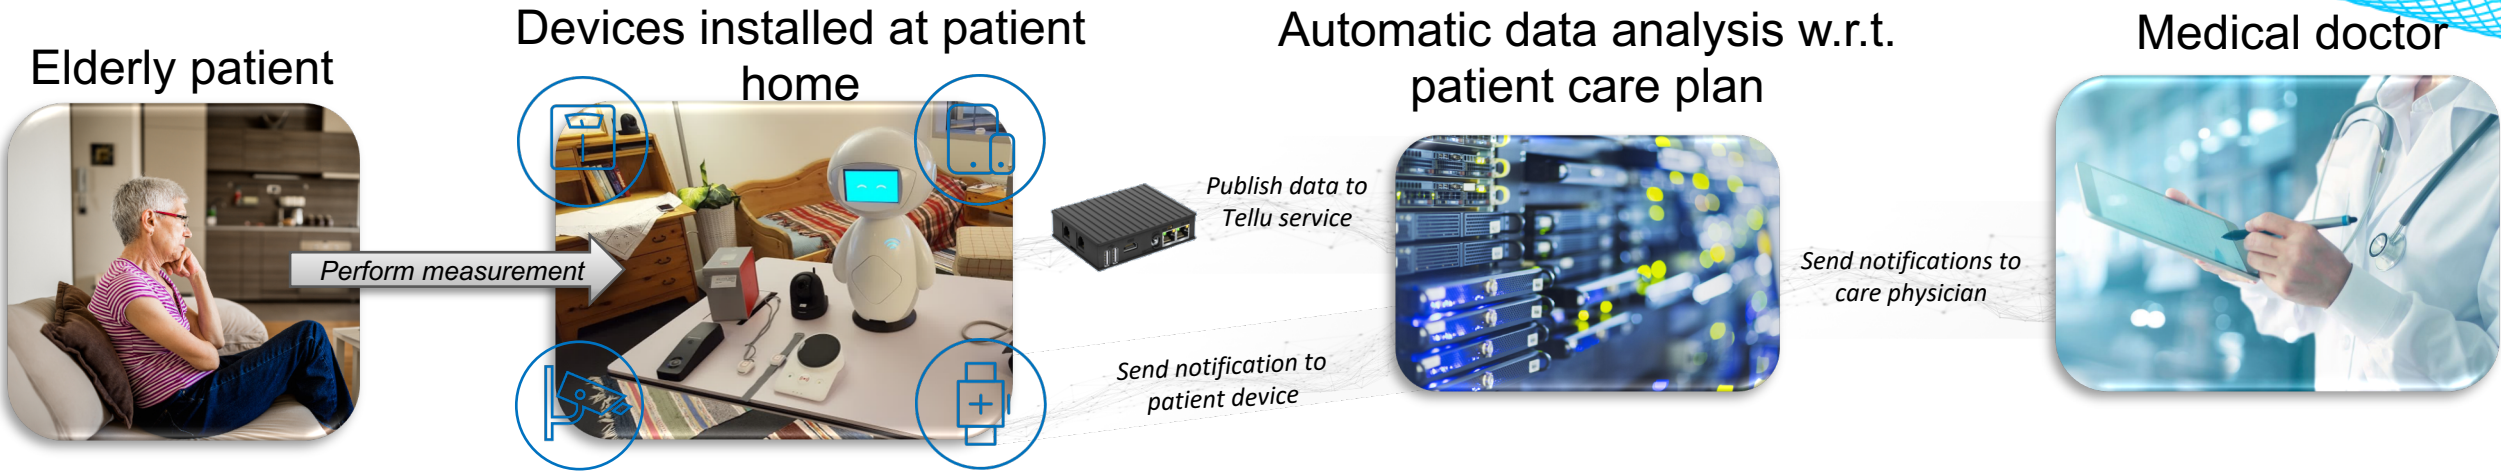 Elderly patient
Devices installed at patient
home
Automatic data analysis w.r.t.
patient care plan
Medical doctor
Perform measurement
Publish data to
Tellu service
Send notification to
patient device
Send notifications to
care physician